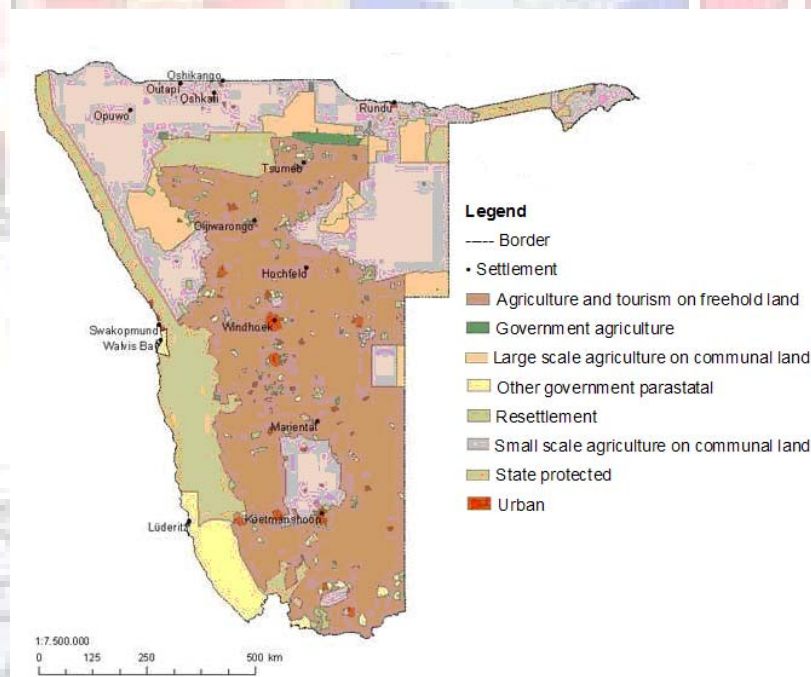 Oshikango
Outapi
Oshkati
Opuwo
Rundu
Tsumeb
Otjiwarongo
Hochfeld
Swakopmund
Windhoek
Walvis Ba
Mariental
Lüderitz
Keetmanshoop
Legend
Border
• Settlement
Agriculture and tourism on freehold land
Government agriculture
Large scale agriculture on communal land
Other government parastatal
Resettlement
Small scale agriculture on communal land
State protected
Urban
1:7.500.000
0 125 250 500 km